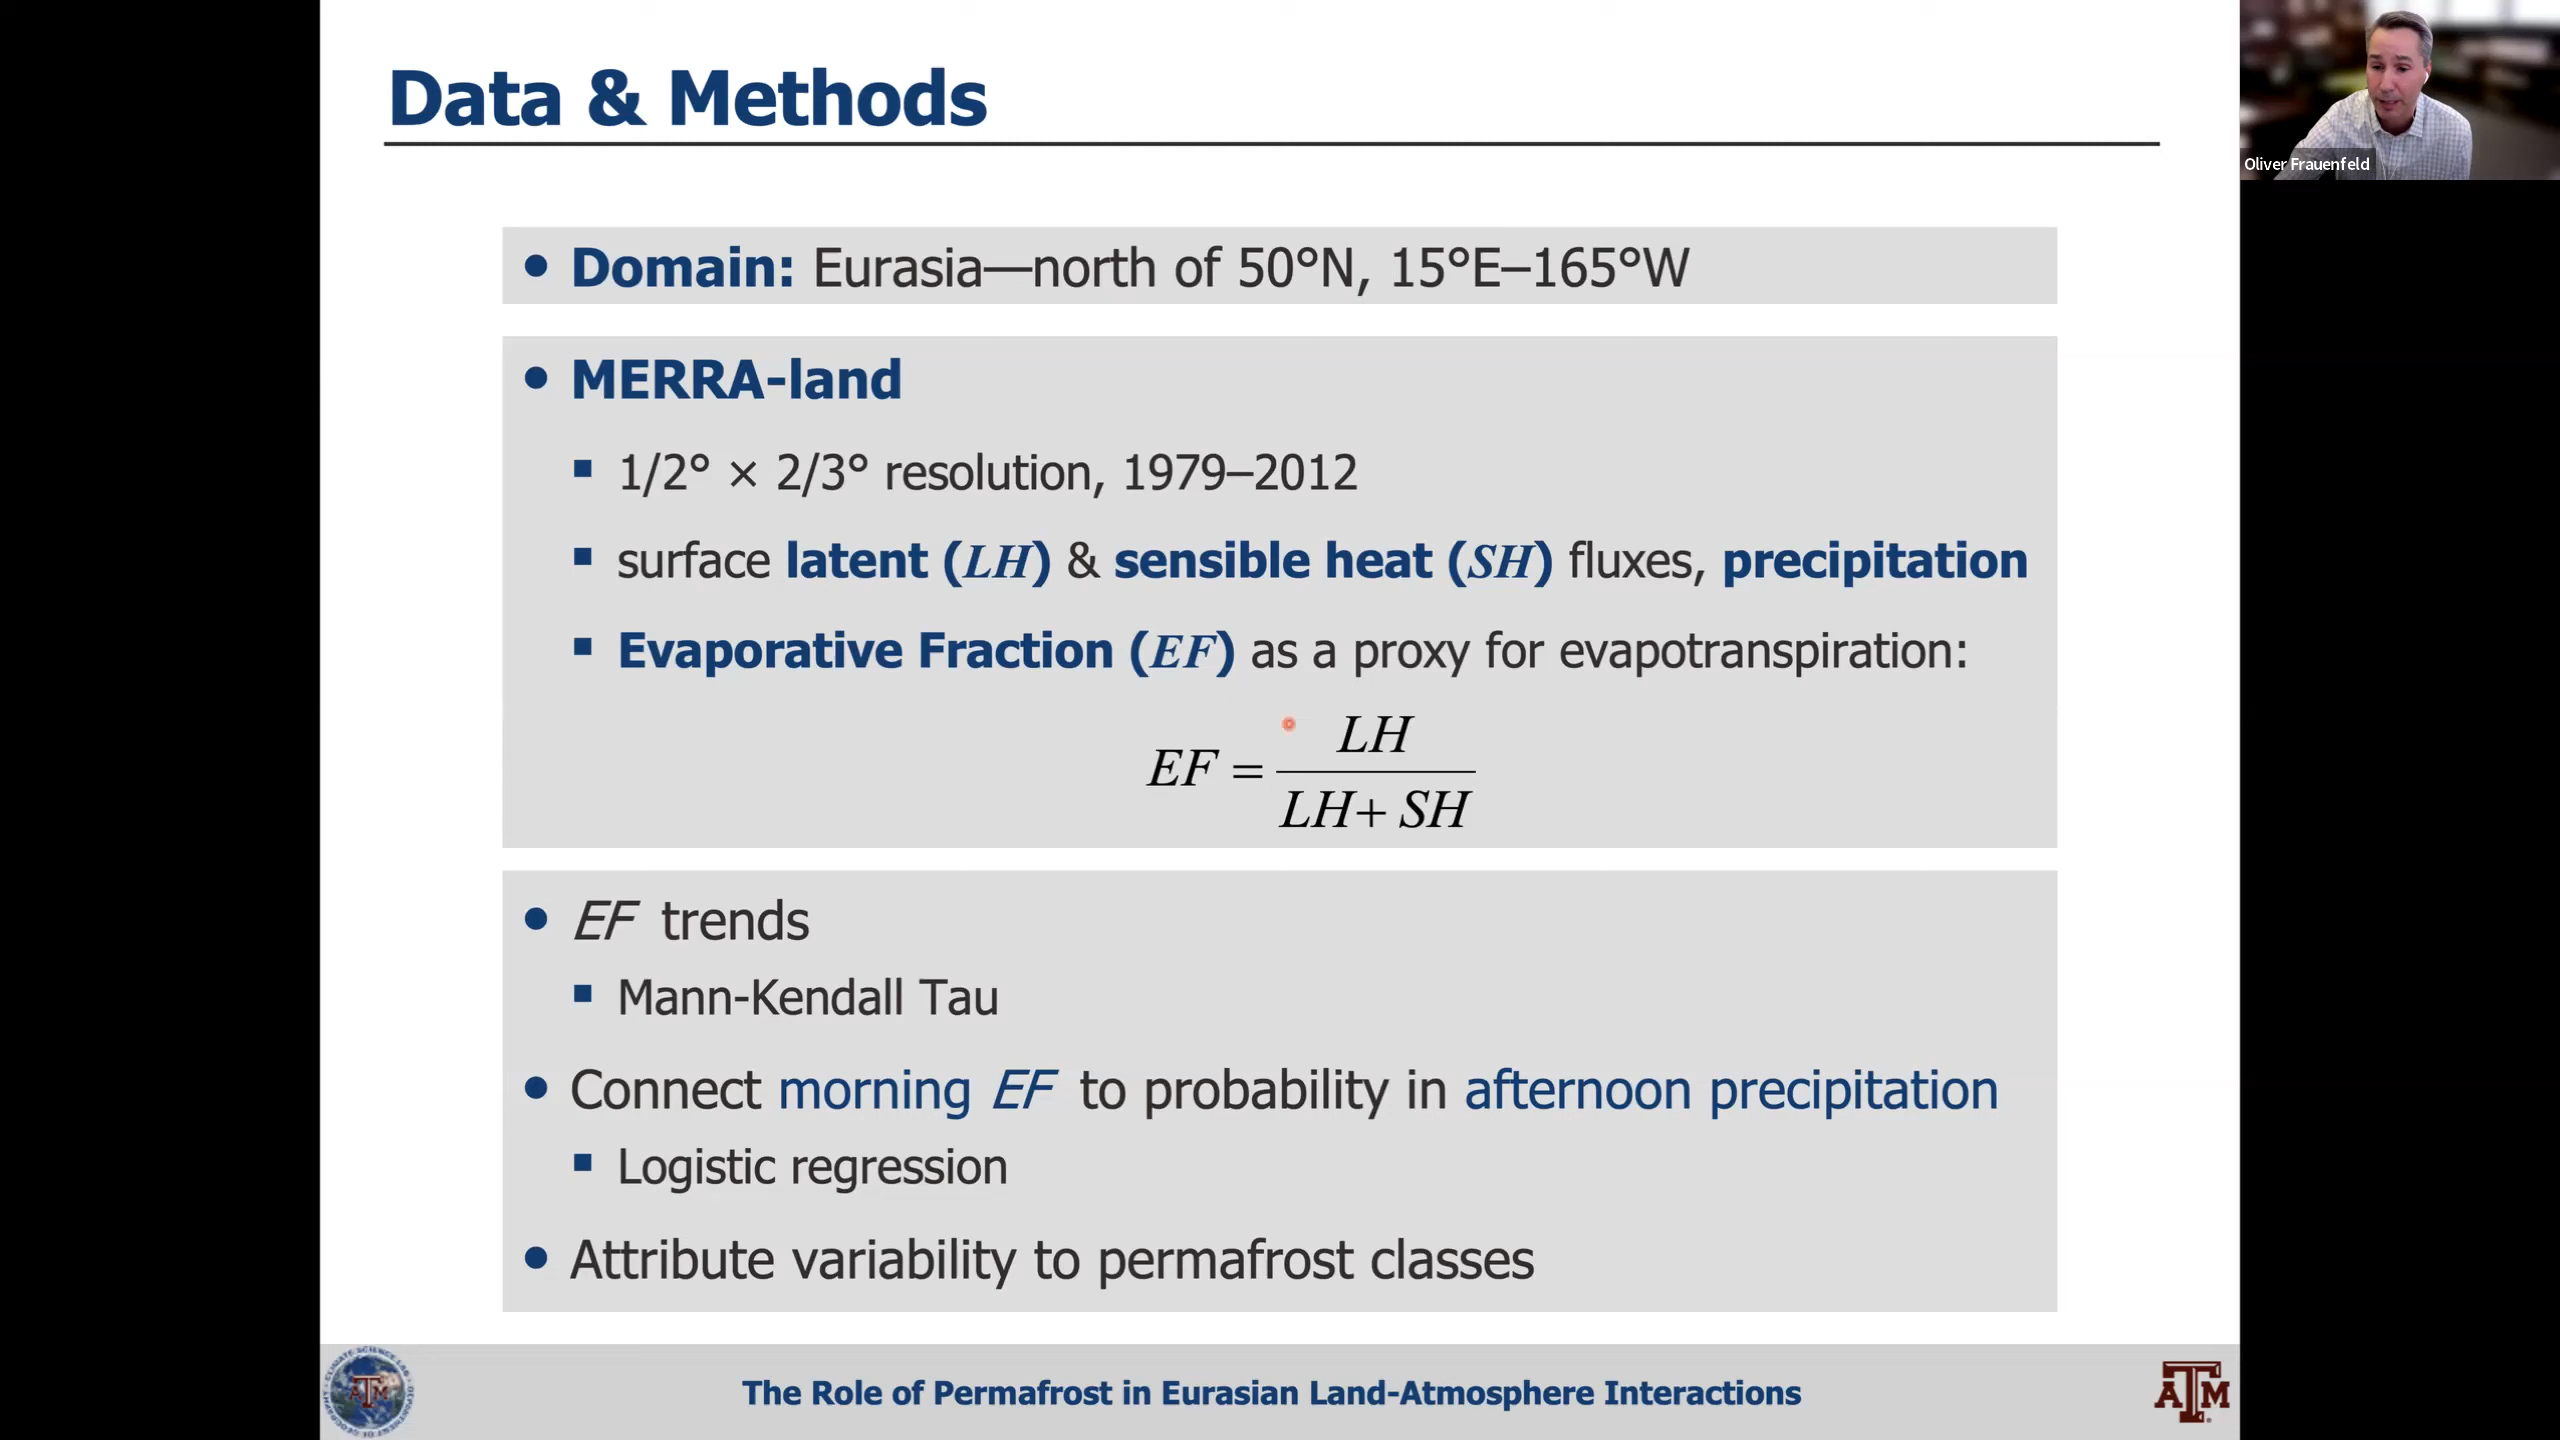 Data & Methods
Oliver Frauenfeld
• Domain: Eurasia—north of 50°N, 15°E–165°W
• MERRA-land
▪ 1/2° × 2/3° resolution, 1979–2012
▪ surface latent (LH) & sensible heat (SH) fluxes, precipitation
▪ Evaporative Fraction (EF) as a proxy for evapotranspiration:
EF = LH / LH + SH
• EF trends
▪ Mann-Kendall Tau
• Connect morning EF to probability in afternoon precipitation
▪ Logistic regression
• Attribute variability to permafrost classes
The Role of Permafrost in Eurasian Land-Atmosphere Interactions
ATM